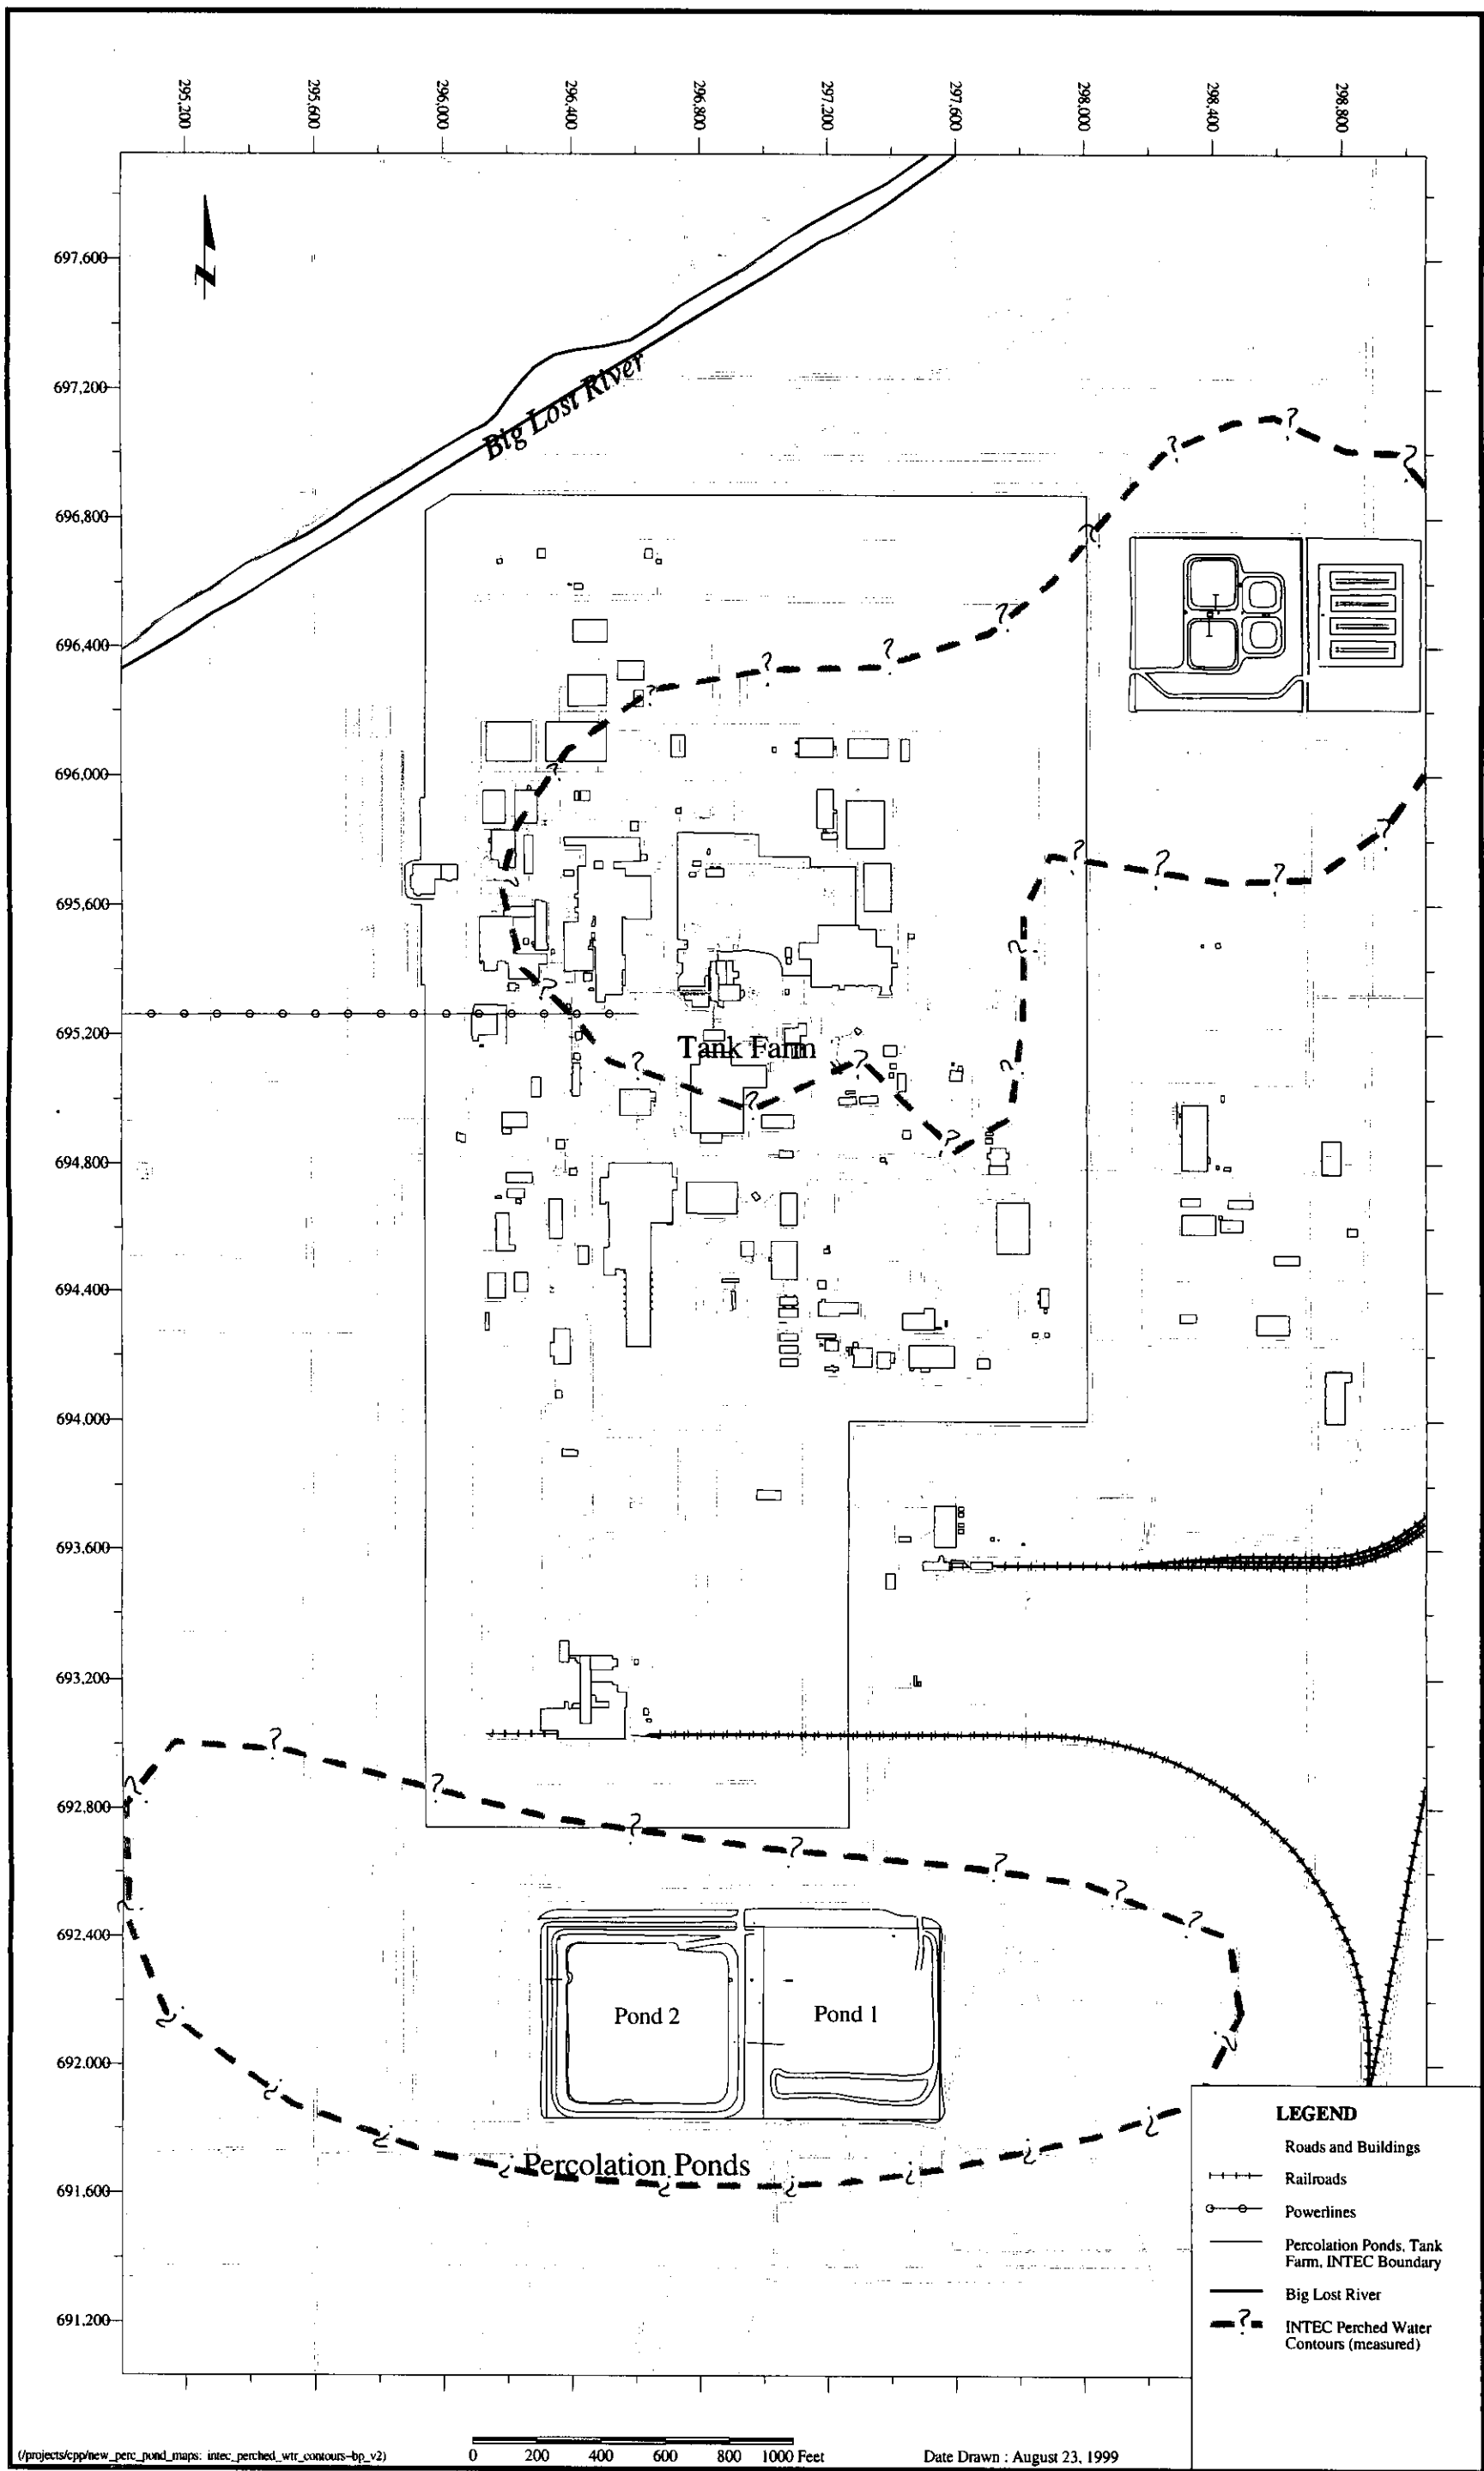 295,200
295,600
296,000
296,400
296,800
297,200
297,600
298,000
298,400
298,800
697,600
697,200
696,800
696,400
696,000
695,600
695,200
694,800
694,400
694,000
693,600
693,200
692,800
692,400
692,000
691,600
691,200
N
Big Lost River
Tank Farm
Pond 2
Pond 1
Percolation Ponds
LEGEND
Roads and Buildings
Railroads
Powerlines
Percolation Ponds, Tank
Farm, INTEC Boundary
Big Lost River
?
INTEC Perched Water
Contours (measured)
(/projects/cpp/new_perc_pond_maps: intec_perched_wtr_contours-bp_v2)
0 200 400 600 800 1000 Feet
Date Drawn : August 23, 1999